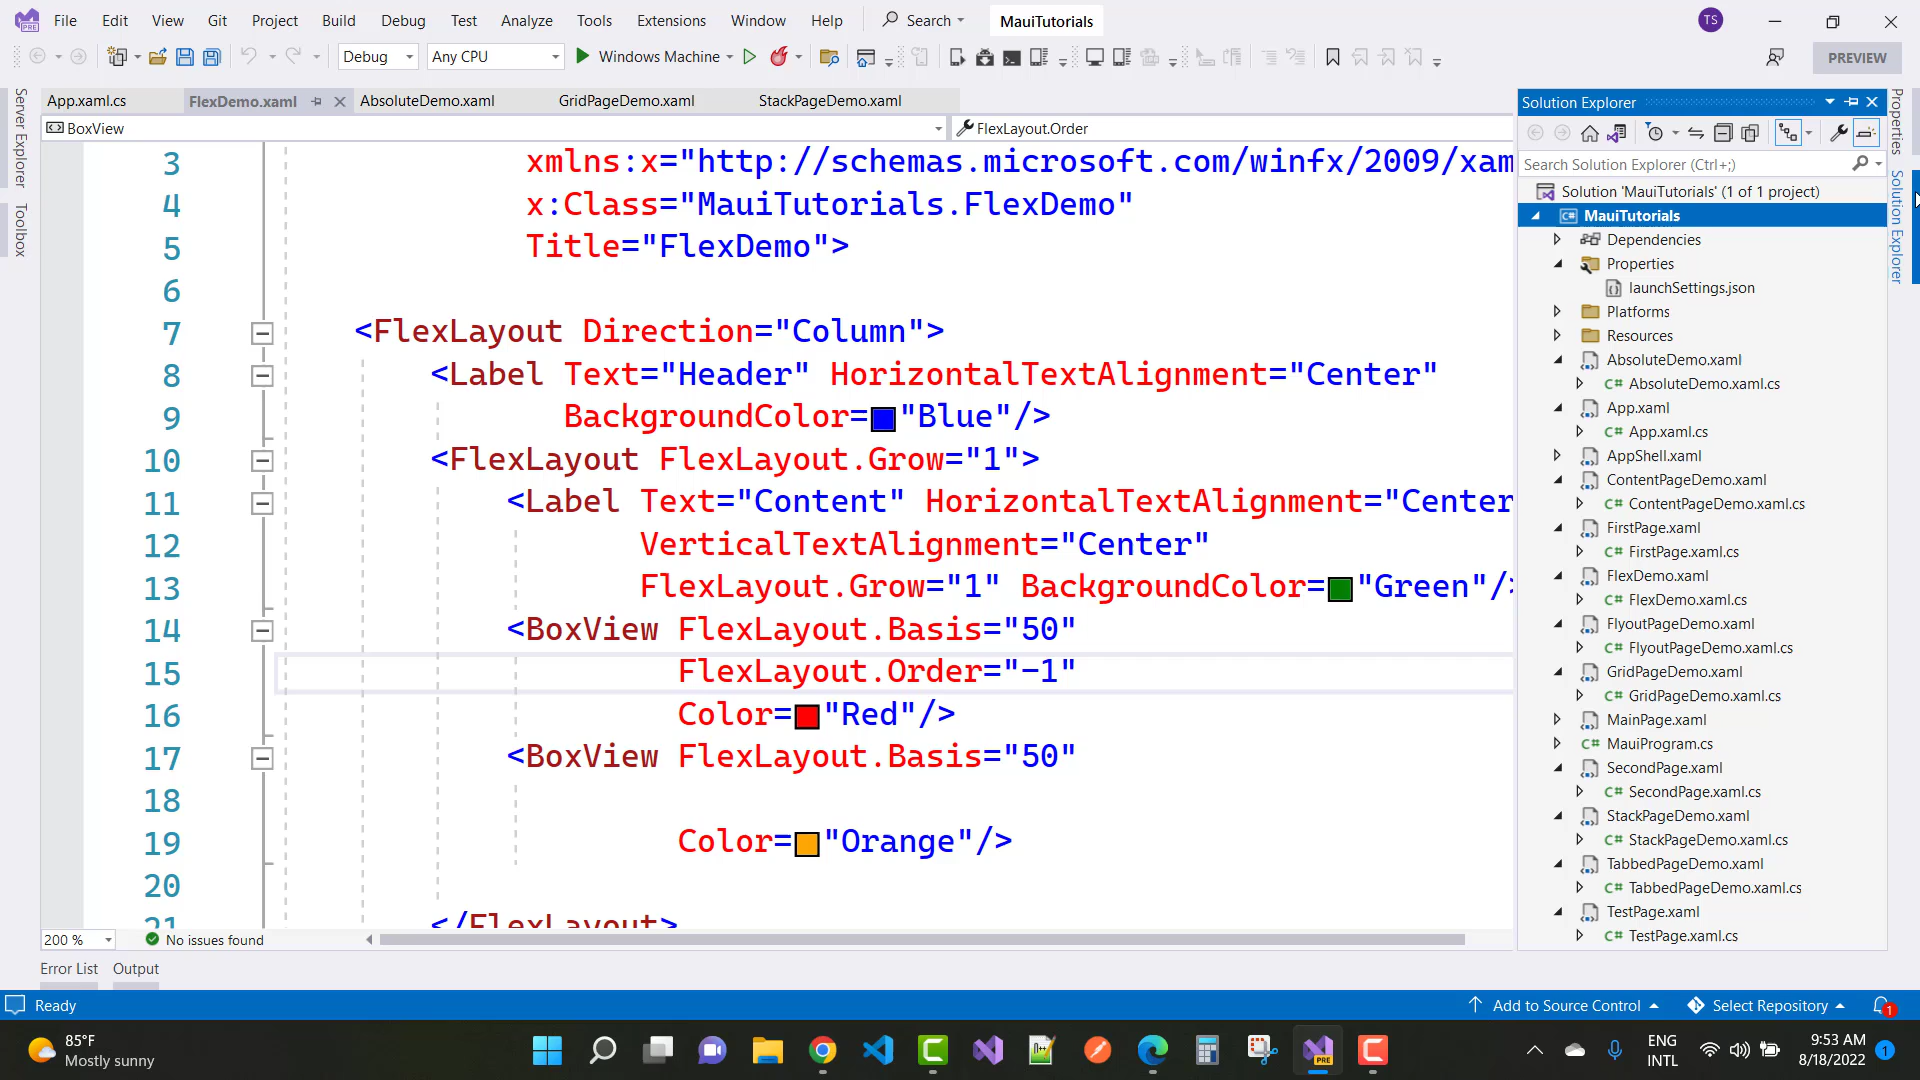 File Edit View Git Project Build Debug Test Analyze Tools Extensions Window Help Search MauiTutorials TS
Debug Any CPU Windows Machine PREVIEW
App.xaml.cs FlexDemo.xaml AbsoluteDemo.xaml GridPageDemo.xaml StackPageDemo.xaml
BoxView FlexLayout.Order
Server Explorer
Toolbox
3 xmlns:x="http://schemas.microsoft.com/winfx/2009/xam
4 x:Class="MauiTutorials.FlexDemo"
5 Title="FlexDemo">
6
7 <FlexLayout Direction="Column">
8 <Label Text="Header" HorizontalTextAlignment="Center"
9 BackgroundColor="Blue"/>
10 <FlexLayout FlexLayout.Grow="1">
11 <Label Text="Content" HorizontalTextAlignment="Center
12 VerticalTextAlignment="Center"
13 FlexLayout.Grow="1" BackgroundColor="Green"/>
14 <BoxView FlexLayout.Basis="50"
15 FlexLayout.Order="-1"
16 Color="Red"/>
17 <BoxView FlexLayout.Basis="50"
18
19 Color="Orange"/>
20
21 </FlexLayout>
200 % No issues found
Error List Output
Solution Explorer
Search Solution Explorer (Ctrl+;)
Solution 'MauiTutorials' (1 of 1 project)
MauiTutorials
Dependencies
Properties
launchSettings.json
Platforms
Resources
AbsoluteDemo.xaml
C# AbsoluteDemo.xaml.cs
App.xaml
C# App.xaml.cs
AppShell.xaml
ContentPageDemo.xaml
C# ContentPageDemo.xaml.cs
FirstPage.xaml
C# FirstPage.xaml.cs
FlexDemo.xaml
C# FlexDemo.xaml.cs
FlyoutPageDemo.xaml
C# FlyoutPageDemo.xaml.cs
GridPageDemo.xaml
C# GridPageDemo.xaml.cs
MainPage.xaml
C# MauiProgram.cs
SecondPage.xaml
C# SecondPage.xaml.cs
StackPageDemo.xaml
C# StackPageDemo.xaml.cs
TabbedPageDemo.xaml
C# TabbedPageDemo.xaml.cs
TestPage.xaml
C# TestPage.xaml.cs
Properties
Solution Explorer
Ready Add to Source Control Select Repository 1
85°F
Mostly sunny
PRE
ENG
INTL
9:53 AM
8/18/2022
1